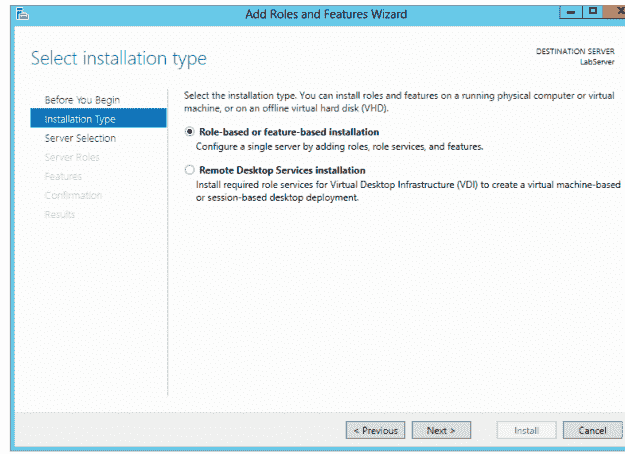 Add Roles and Features Wizard
Select installation type
DESTINATION SERVER
LabServer
Before You Begin
Installation Type
Server Selection
Server Roles
Features
Confirmation
Results
Select the installation type. You can install roles and features on a running physical computer or virtual
machine, or on an offline virtual hard disk (VHD).
Role-based or feature-based installation
Configure a single server by adding roles, role services, and features.
Remote Desktop Services installation
Install required role services for Virtual Desktop Infrastructure (VDI) to create a virtual machine-based
or session-based desktop deployment.
< Previous Next > Install Cancel